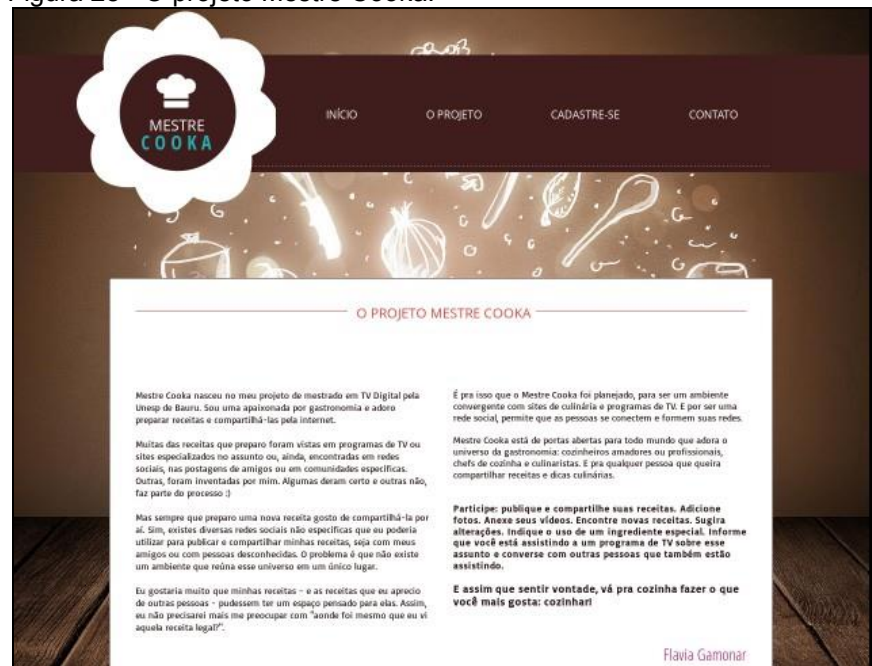 Figura 26 - O projeto Mestre Cooka.
MESTRE
COOKA
INÍCIO
O PROJETO
CADASTRE-SE
CONTATO
O PROJETO MESTRE COOKA
Mestre Cooka nasceu no meu projeto de mestrado em TV Digital pela
Unesp de Bauru. Sou uma apaixonada por gastronomia e adoro
preparar receitas e compartilhá-las pela internet.
Muitas das receitas que preparo foram vistas em programas de TV ou
sites especializados no assunto ou, ainda, encontradas em redes
sociais, nas postagens de amigos ou em comunidades específicas.
Outras, foram inventadas por mim. Algumas deram certo e outras não,
faz parte do processo :)
Mas sempre que preparo uma nova receita gosto de compartilhá-la por
aí. Sim, existes diversas redes sociais não específicas que eu poderia
utilizar para publicar e compartilhar minhas receitas, seja com meus
amigos ou com pessoas desconhecidas. O problema é que não existe
um ambiente que reúna esse universo em um único lugar.
Eu gostaria muito que minhas receitas - e as receitas que eu aprecio
de outras pessoas - pudessem ter um espaço pensado para elas. Assim,
eu não precisarei mais me preocupar com "aonde foi mesmo que eu vi
aquela receita legal?".
É pra isso que o Mestre Cooka foi planejado, para ser um ambiente
convergente com sites de culinária e programas de TV. E por ser uma
rede social, permite que as pessoas se conectem e formem suas redes.
Mestre Cooka está de portas abertas para todo mundo que adora o
universo da gastronomia: cozinheiros amadores ou profissionais,
chefs de cozinha e culinaristas. E pra qualquer pessoa que queira
compartilhar receitas e dicas culinárias.
Participe: publique e compartilhe suas receitas. Adicione
fotos. Anexe seus vídeos. Encontre novas receitas. Sugira
alterações. Indique o uso de um ingrediente especial. Informe
que você está assistindo a um programa de TV sobre esse
assunto e converse com outras pessoas que também estão
assistindo.
E assim que sentir vontade, vá pra cozinha fazer o que
você mais gosta: cozinhar!
Flavia Gamonar